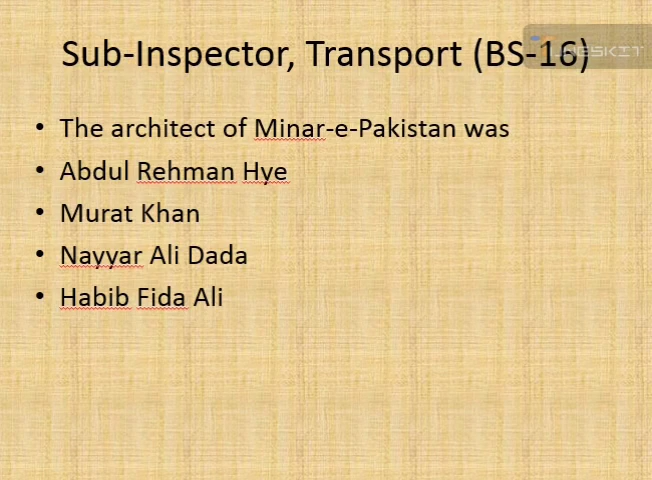 Sub-Inspector, Transport (BS-16)
• The architect of Minar-e-Pakistan was
• Abdul Rehman Hye
• Murat Khan
• Nayyar Ali Dada
• Habib Fida Ali